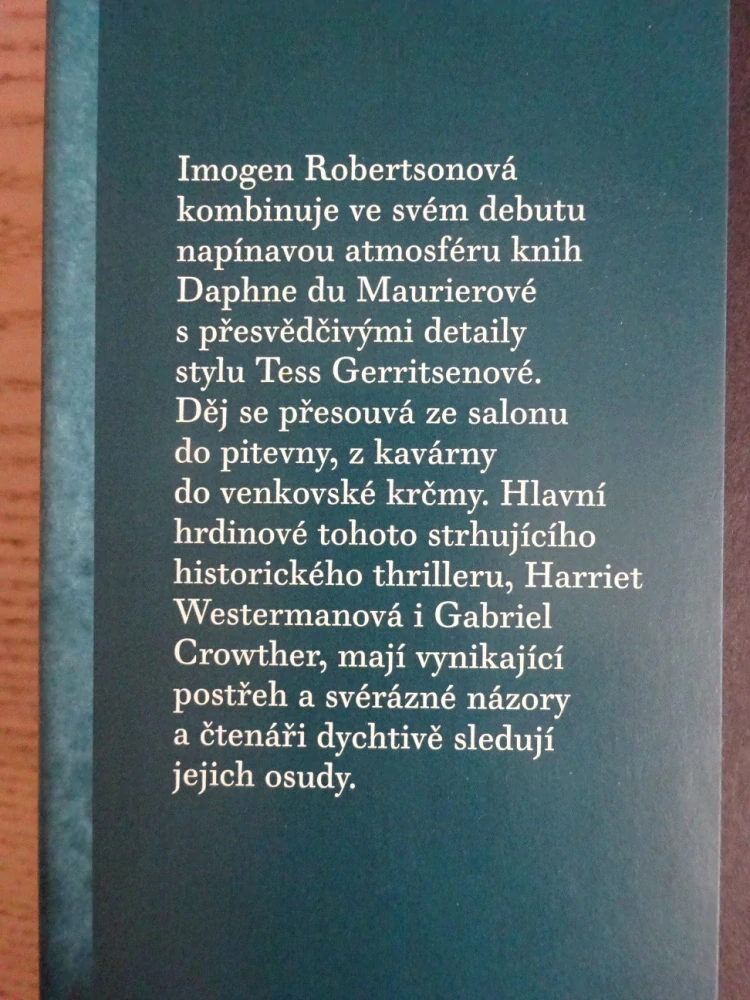 Imogen Robertsonová
kombinuje ve svém debutu
napínavou atmosféru knih
Daphne du Maurierové
s přesvědčivými detaily
stylu Tess Gerritsenové.
Děj se přesouvá ze salonu
do pitevny, z kavárny
do venkovské krčmy. Hlavní
hrdinové tohoto strhujícího
historického thrilleru, Harriet
Westermanová i Gabriel
Crowther, mají vynikající
postřeh a svérázné názory
a čtenáři dychtivě sledují
jejich osudy.